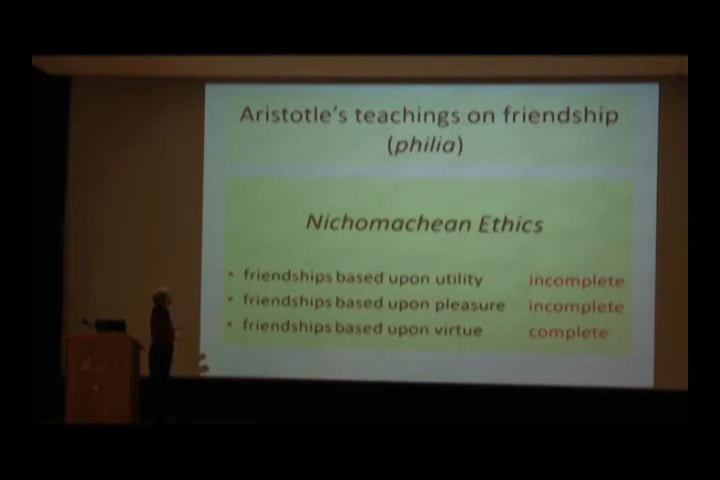 Aristotle's teachings on friendship
(philia)
Nichomachean Ethics
• friendships based upon utility incomplete
• friendships based upon pleasure incomplete
• friendships based upon virtue complete